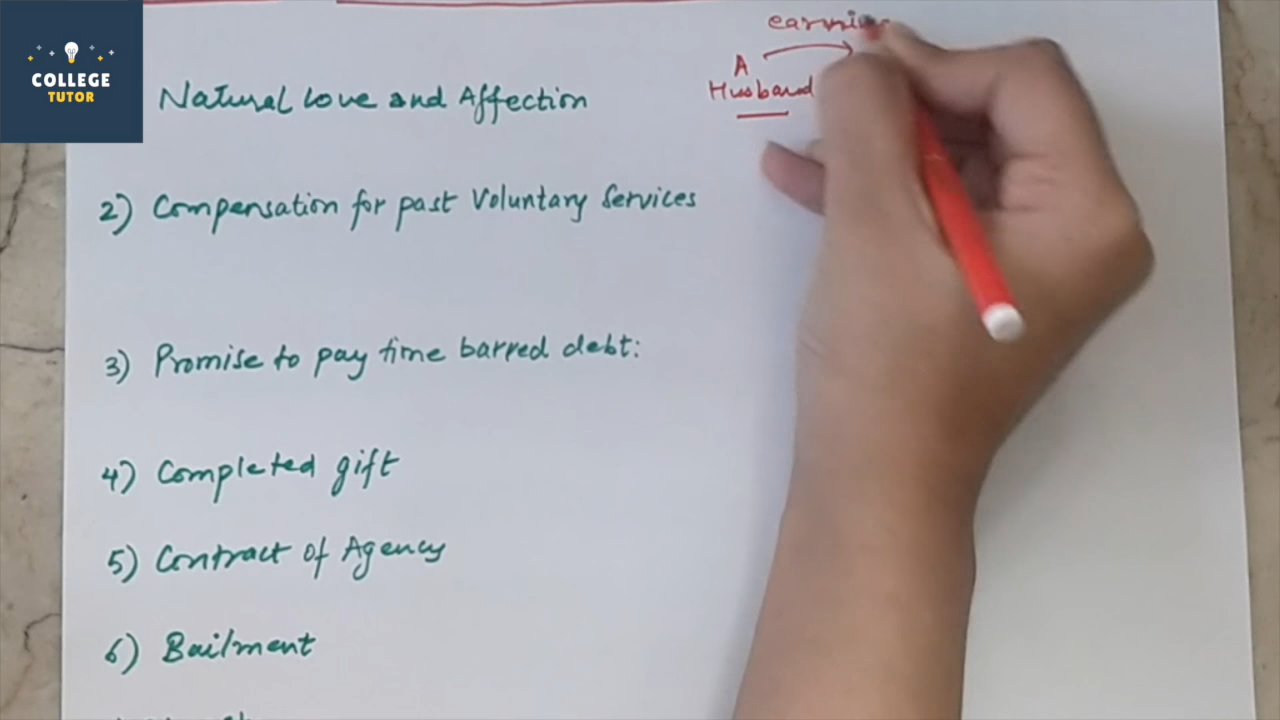 COLLEGE
TUTOR
earnin
A
Husband
Natural Love and Affection
2) Compensation for past Voluntary Services
3) Promise to pay time barred debt:
4) Completed gift
5) Contract of Agency
6) Bailment